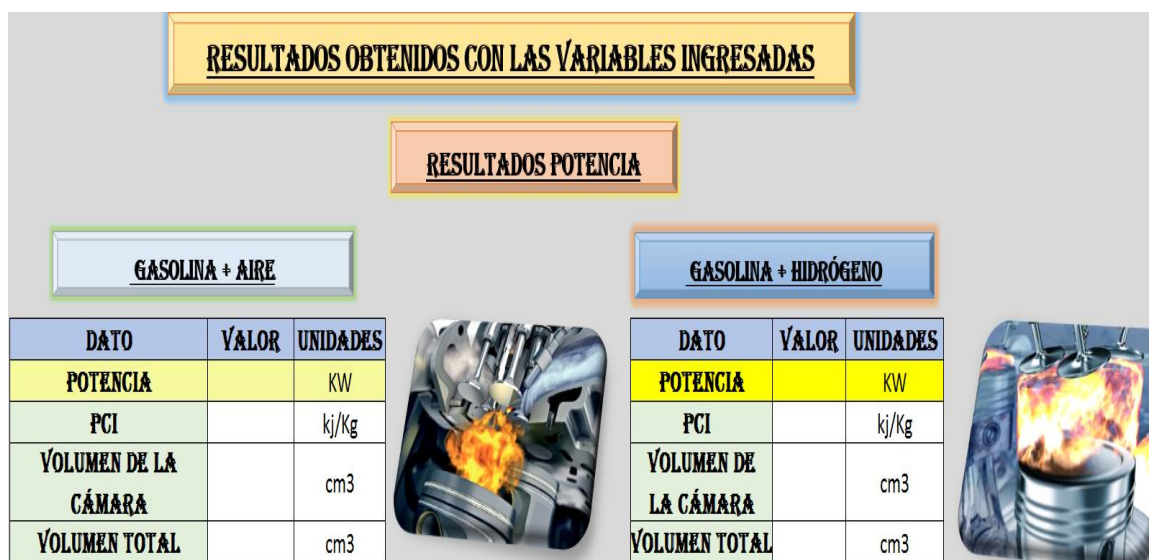 RESULTADOS OBTENIDOS CON LAS VARIABLES INGRESADAS
RESULTADOS POTENCIA
GASOLINA + AIRE
DATO VALOR UNIDADES
POTENCIA KW
PCI kj/Kg
VOLUMEN DE LA
CÁMARA
cm3
VOLUMEN TOTAL cm3
GASOLINA + HIDRÓGENO
DATO VALOR UNIDADES
POTENCIA KW
PCI kj/Kg
VOLUMEN DE
LA CÁMARA
cm3
VOLUMEN TOTAL cm3